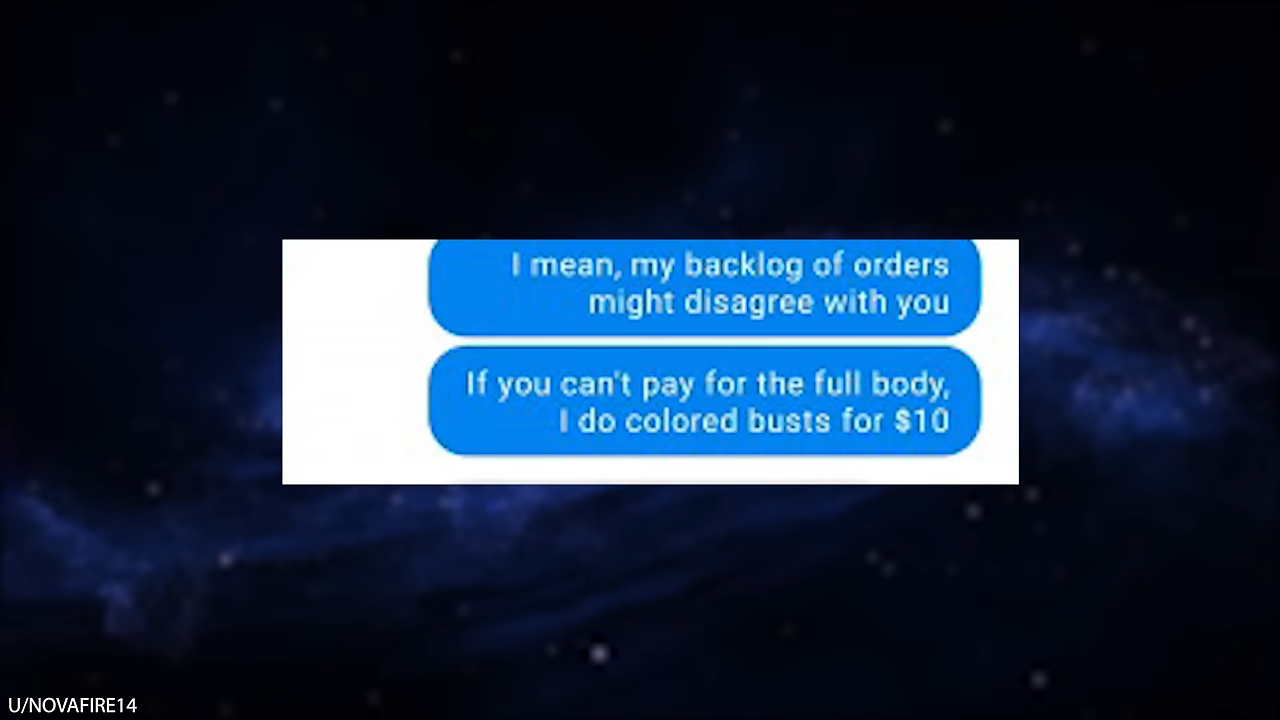 I mean, my backlog of orders
might disagree with you
If you can't pay for the full body,
I do colored busts for $10
U/NOVAFIRE14